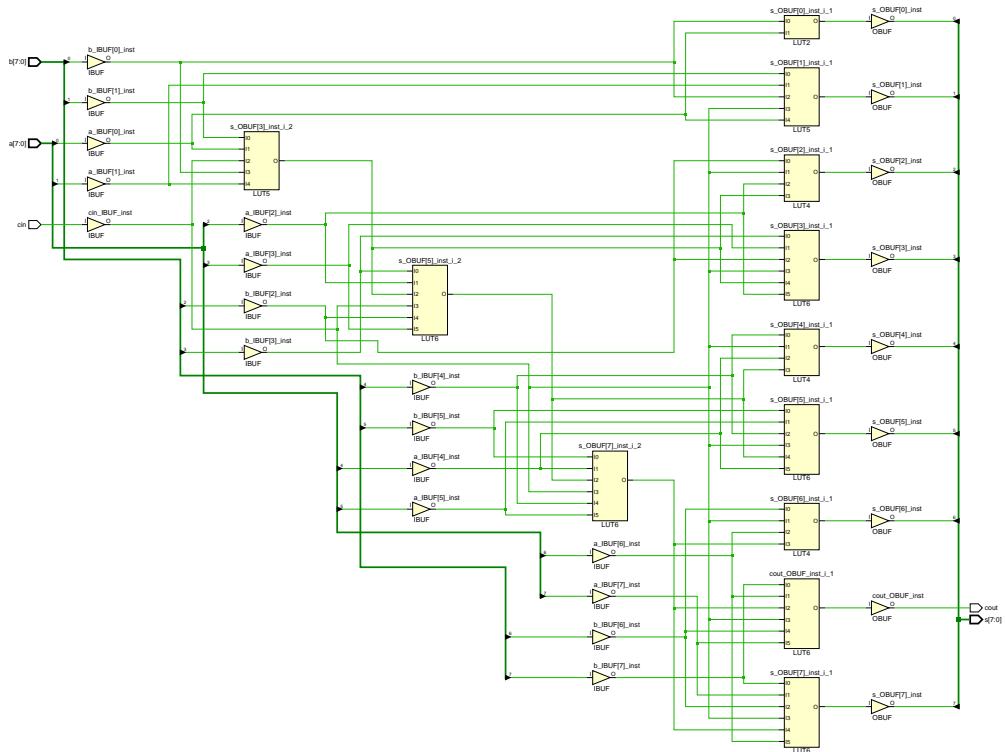 s_OBUF[0]_inst_i_1
I0
I1
O
LUT2
s_OBUF[0]_inst
I
O
OBUF
b_IBUF[0]_inst
b[7:0]
I
O
IBUF
s_OBUF[1]_inst_i_1
I0
I1
I2
I3
I4
O
LUT5
s_OBUF[1]_inst
I
O
OBUF
b_IBUF[1]_inst
I
O
IBUF
a_IBUF[0]_inst
a[7:0]
I
O
IBUF
s_OBUF[3]_inst_i_2
I0
I1
I2
I3
I4
O
LUT5
a_IBUF[1]_inst
I
O
IBUF
s_OBUF[2]_inst_i_1
I0
I1
I2
I3
O
LUT4
s_OBUF[2]_inst
I
O
OBUF
cin_IBUF_inst
cin
I
O
IBUF
a_IBUF[2]_inst
I
O
IBUF
s_OBUF[3]_inst_i_1
I0
I1
I2
I3
I4
I5
O
LUT6
s_OBUF[3]_inst
I
O
OBUF
a_IBUF[3]_inst
I
O
IBUF
s_OBUF[5]_inst_i_2
I0
I1
I2
I3
I4
I5
O
LUT6
b_IBUF[2]_inst
I
O
IBUF
b_IBUF[3]_inst
I
O
IBUF
s_OBUF[4]_inst_i_1
I0
I1
I2
I3
O
LUT4
s_OBUF[4]_inst
I
O
OBUF
b_IBUF[4]_inst
I
O
IBUF
s_OBUF[5]_inst_i_1
I0
I1
I2
I3
I4
I5
O
LUT6
s_OBUF[5]_inst
I
O
OBUF
b_IBUF[5]_inst
I
O
IBUF
a_IBUF[4]_inst
I
O
IBUF
s_OBUF[7]_inst_i_2
I0
I1
I2
I3
I4
I5
O
LUT6
a_IBUF[5]_inst
I
O
IBUF
s_OBUF[6]_inst_i_1
I0
I1
I2
I3
O
LUT4
s_OBUF[6]_inst
I
O
OBUF
a_IBUF[6]_inst
I
O
IBUF
cout_OBUF_inst_i_1
I0
I1
I2
I3
I4
I5
O
LUT6
cout_OBUF_inst
I
O
OBUF
cout
s[7:0]
a_IBUF[7]_inst
I
O
IBUF
b_IBUF[6]_inst
I
O
IBUF
b_IBUF[7]_inst
I
O
IBUF
s_OBUF[7]_inst_i_1
I0
I1
I2
I3
I4
I5
O
LUT6
s_OBUF[7]_inst
I
O
OBUF